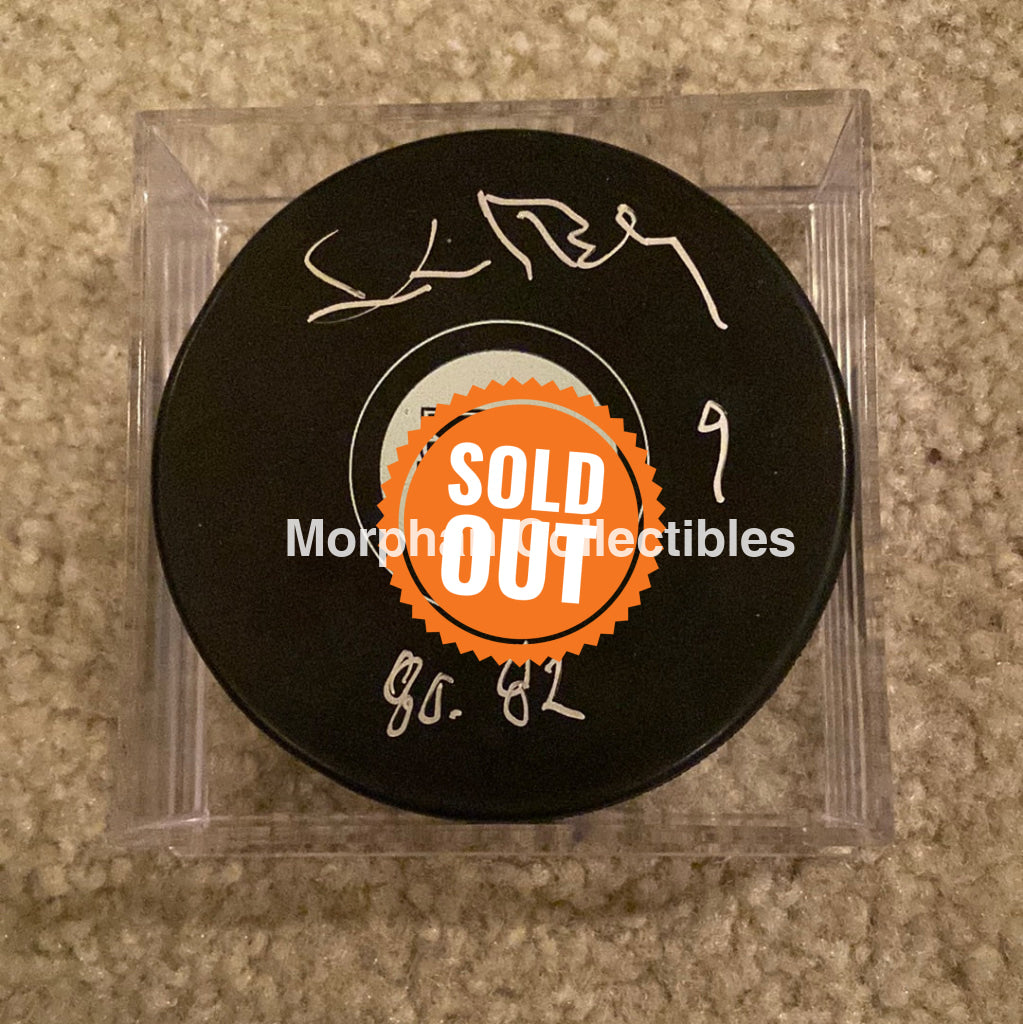 9
SOLD
OUT
Morphan Collectibles
80. 82